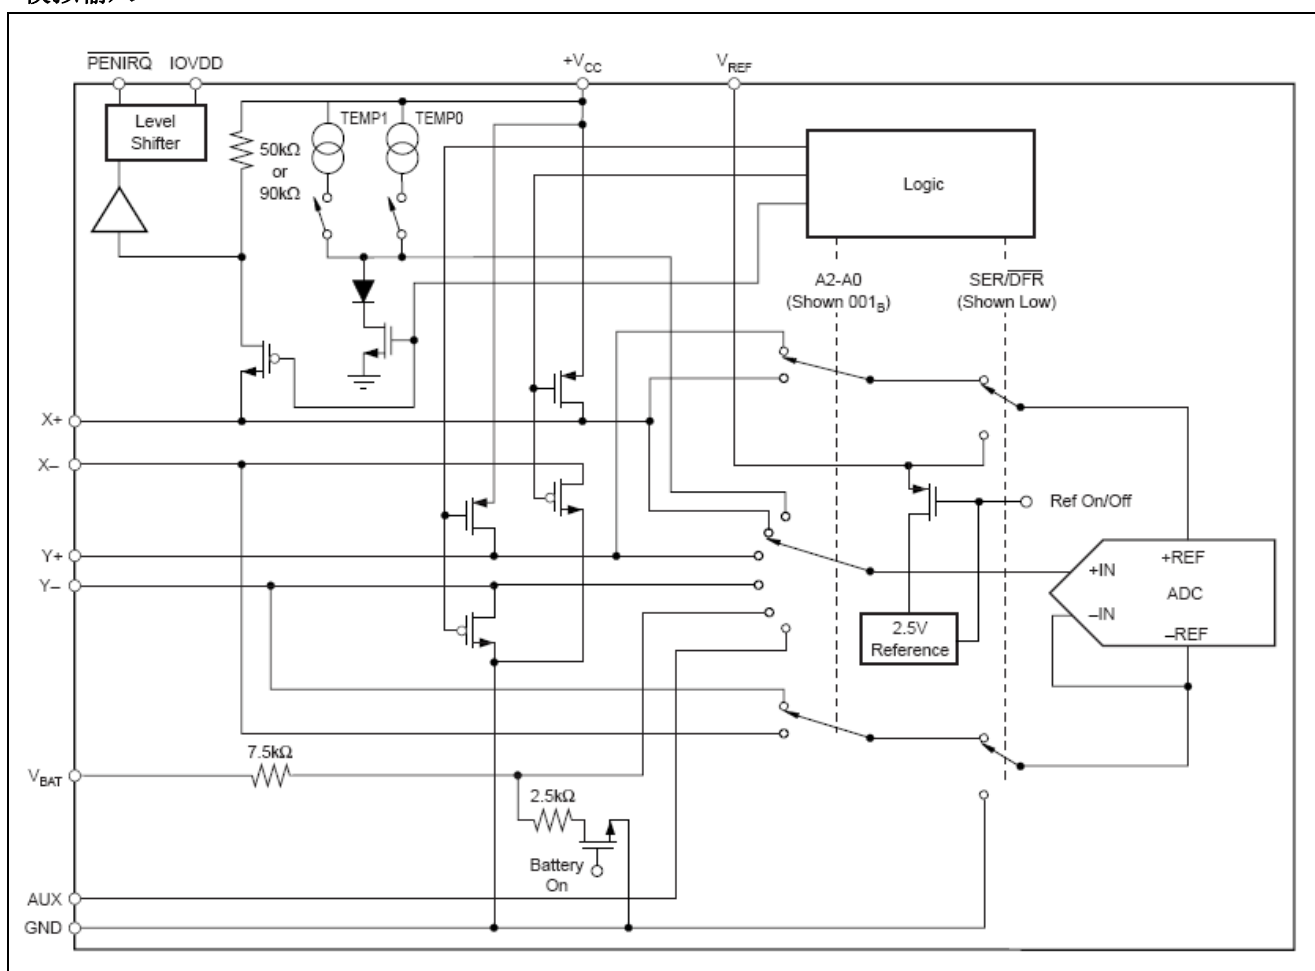 PENIRQ IOVDD +VCC VREF
Level
Shifter
50kΩ
or
90kΩ
TEMP1 TEMP0
Logic
A2-A0
(Shown 001B)
SER/DFR
(Shown Low)
X+
X–
Y+
Y–
Ref On/Off
+REF
+IN
ADC
–IN
–REF
2.5V
Reference
7.5kΩ
VBAT
2.5kΩ
Battery
On
AUX
GND